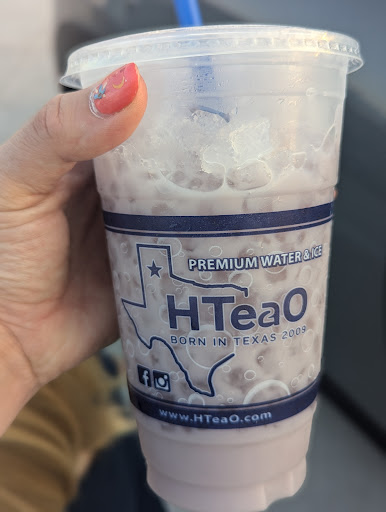 PREMIUM WATER & ICE
HTeaO
BORN IN TEXAS 2009
www.HTeaO.com